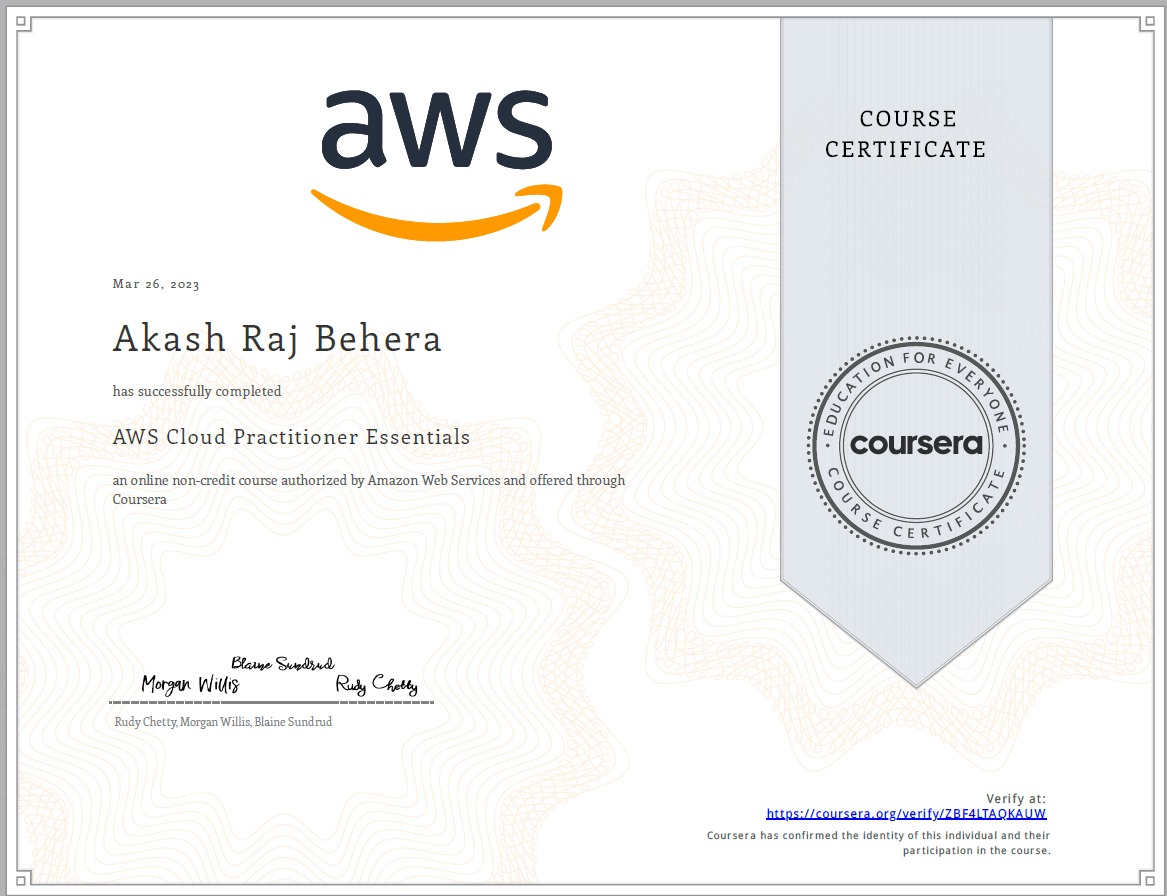 aws
COURSE
CERTIFICATE
Mar 26, 2023
Akash Raj Behera
has successfully completed
AWS Cloud Practitioner Essentials
an online non-credit course authorized by Amazon Web Services and offered through
Coursera
EDUCATION FOR EVERYONE
coursera
COURSE CERTIFICATE
Blaine Sundrud
Morgan Willis
Rudy Chetty
Rudy Chetty, Morgan Willis, Blaine Sundrud
Verify at:
https://coursera.org/verify/ZBF4LTAQKAUW
Coursera has confirmed the identity of this individual and their
participation in the course.